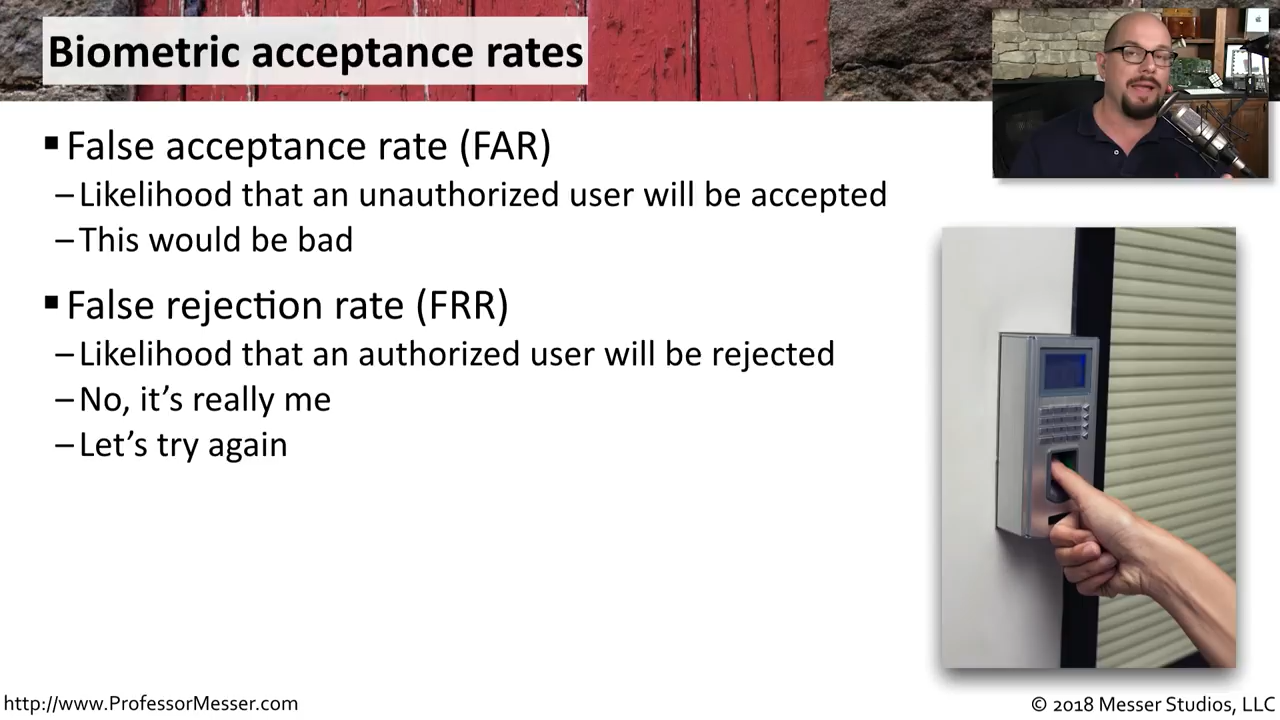 Biometric acceptance rates
▪ False acceptance rate (FAR)
– Likelihood that an unauthorized user will be accepted
– This would be bad
▪ False rejection rate (FRR)
– Likelihood that an authorized user will be rejected
– No, it’s really me
– Let’s try again
http://www.ProfessorMesser.com
© 2018 Messer Studios, LLC